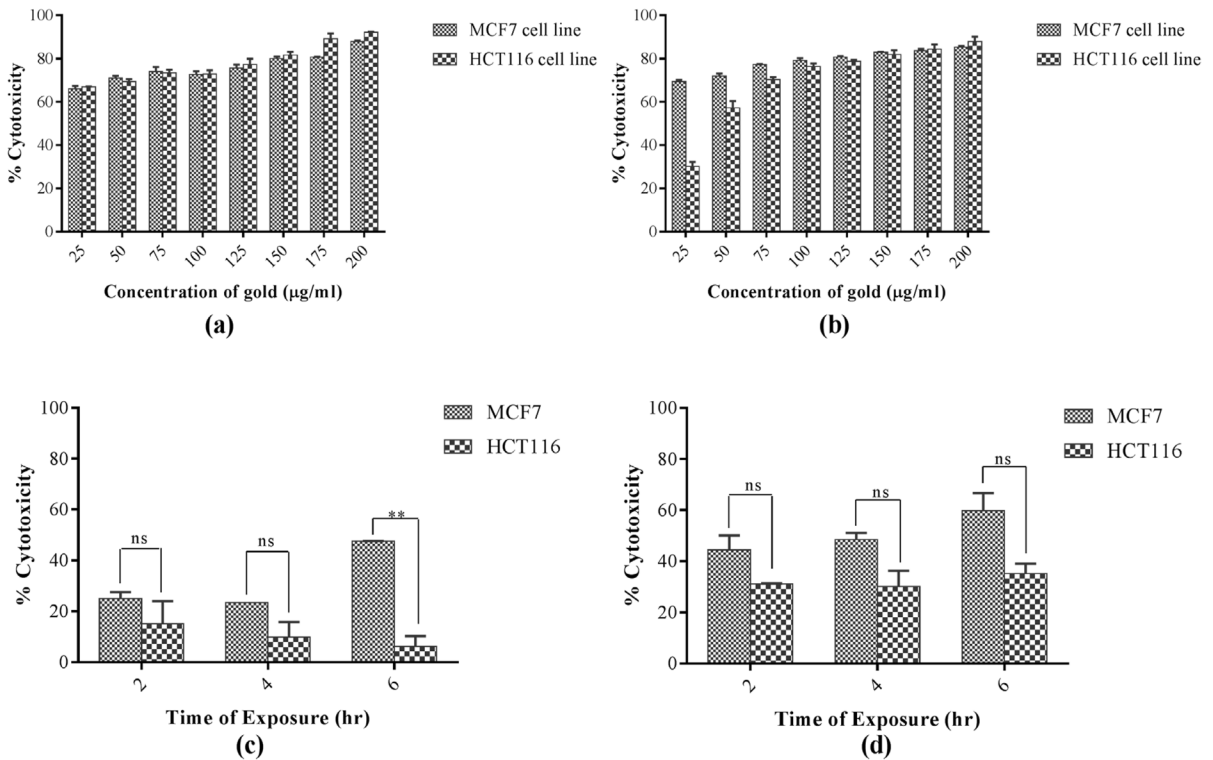 100
80
60
40
20
0
% Cytotoxicity
25
50
75
100
125
150
175
200
Concentration of gold (µg/ml)
MCF7 cell line
HCT116 cell line
(a)
100
80
60
40
20
0
% Cytotoxicity
25
50
75
100
125
150
175
200
Concentration of gold (µg/ml)
MCF7 cell line
HCT116 cell line
(b)
100
80
60
40
20
0
% Cytotoxicity
ns
ns
**
2
4
6
Time of Exposure (hr)
MCF7
HCT116
(c)
100
80
60
40
20
0
% Cytotoxicity
ns
ns
ns
2
4
6
Time of Exposure (hr)
MCF7
HCT116
(d)